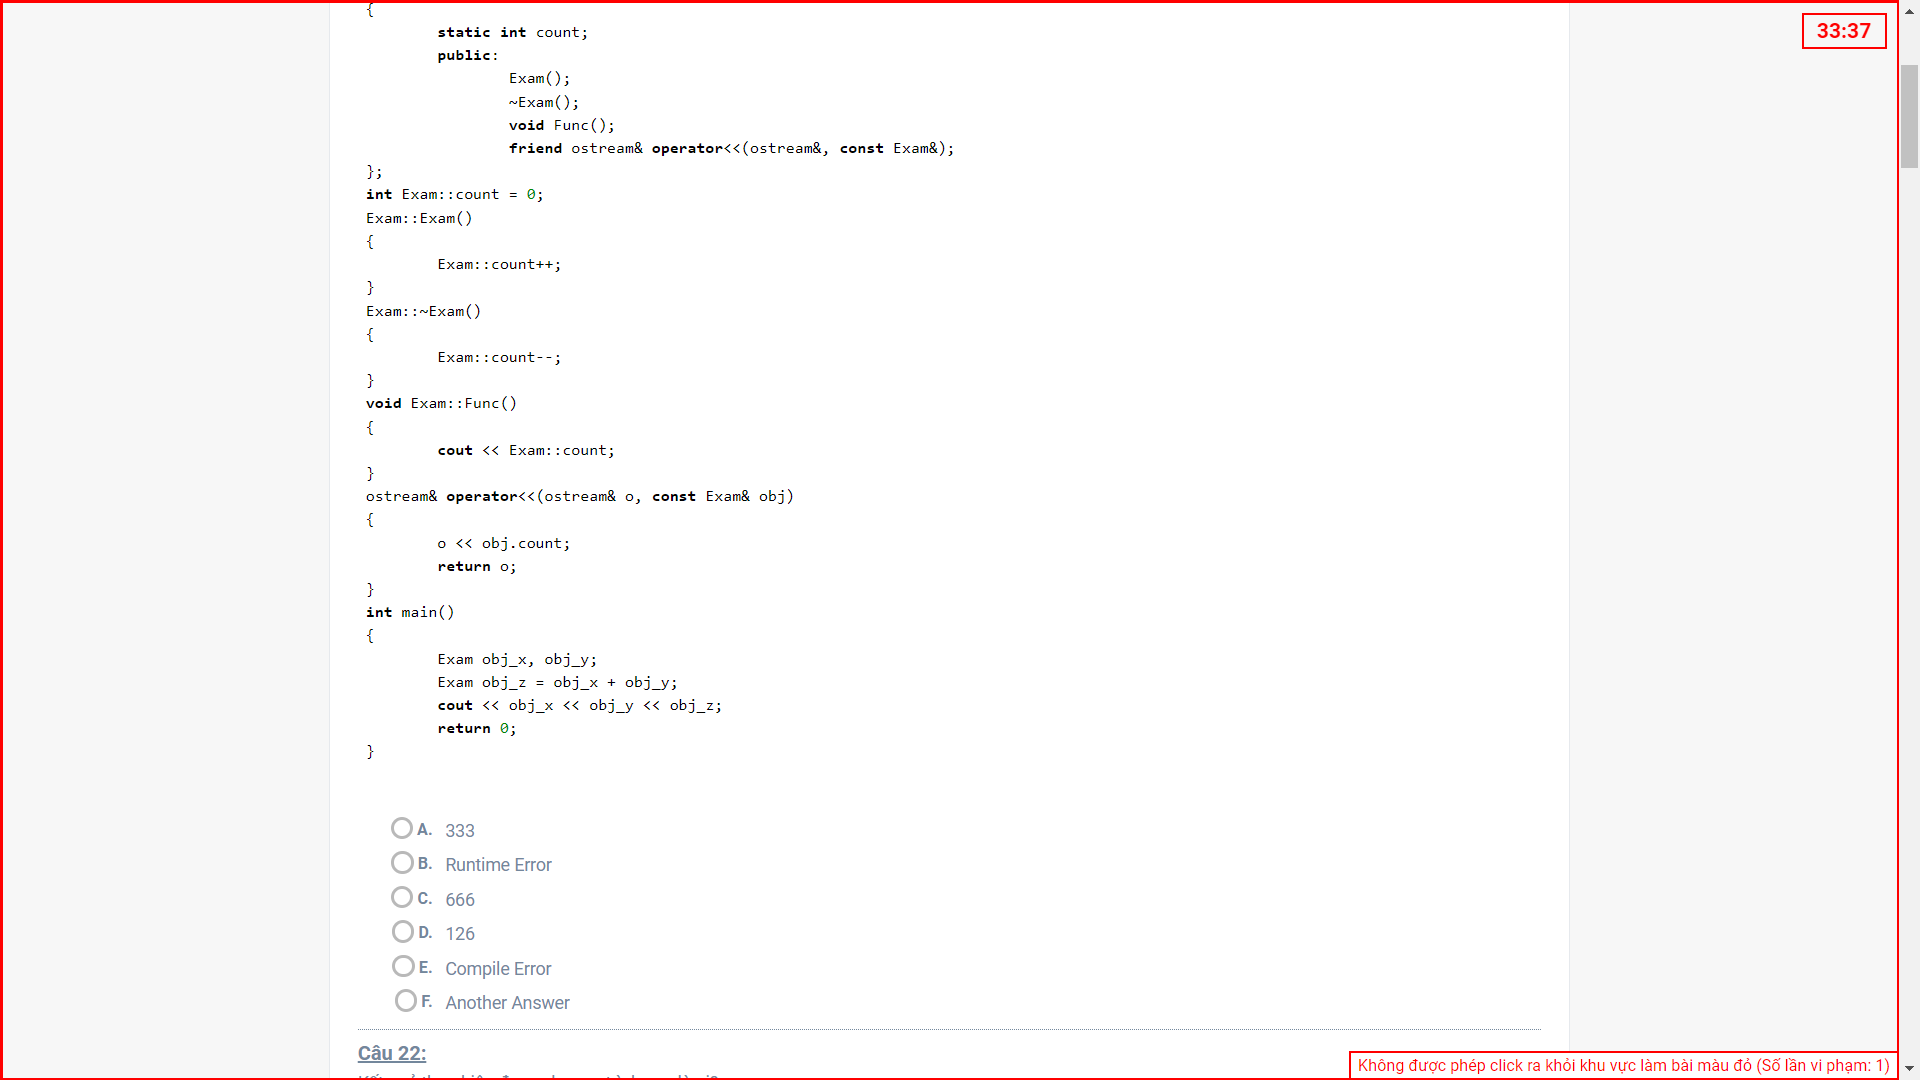 {
33:37
static int count;
public:
Exam();
~Exam();
void Func();
friend ostream& operator<<(ostream&, const Exam&);
};
int Exam::count = 0;
Exam::Exam()
{
Exam::count++;
}
Exam::~Exam()
{
Exam::count--;
}
void Exam::Func()
{
cout << Exam::count;
}
ostream& operator<<(ostream& o, const Exam& obj)
{
o << obj.count;
return o;
}
int main()
{
Exam obj_x, obj_y;
Exam obj_z = obj_x + obj_y;
cout << obj_x << obj_y << obj_z;
return 0;
}
A. 333
B. Runtime Error
C. 666
D. 126
E. Compile Error
F. Another Answer
Câu 22:
Không được phép click ra khỏi khu vực làm bài màu đỏ (Số lần vi phạm: 1)